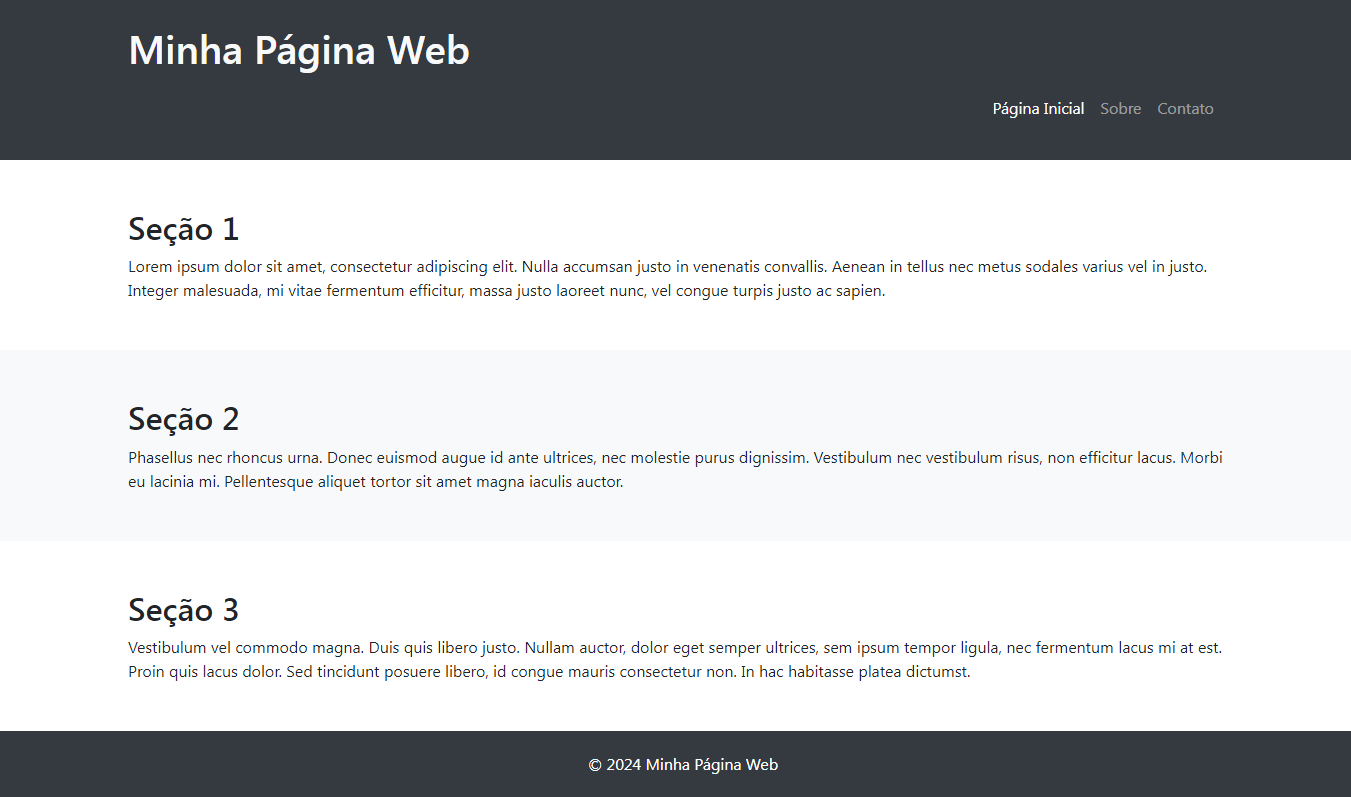 Minha Página Web
Página Inicial Sobre Contato
Seção 1
Lorem ipsum dolor sit amet, consectetur adipiscing elit. Nulla accumsan justo in venenatis convallis. Aenean in tellus nec metus sodales varius vel in justo.
Integer malesuada, mi vitae fermentum efficitur, massa justo laoreet nunc, vel congue turpis justo ac sapien.
Seção 2
Phasellus nec rhoncus urna. Donec euismod augue id ante ultrices, nec molestie purus dignissim. Vestibulum nec vestibulum risus, non efficitur lacus. Morbi
eu lacinia mi. Pellentesque aliquet tortor sit amet magna iaculis auctor.
Seção 3
Vestibulum vel commodo magna. Duis quis libero justo. Nullam auctor, dolor eget semper ultrices, sem ipsum tempor ligula, nec fermentum lacus mi at est.
Proin quis lacus dolor. Sed tincidunt posuere libero, id congue mauris consectetur non. In hac habitasse platea dictumst.
© 2024 Minha Página Web